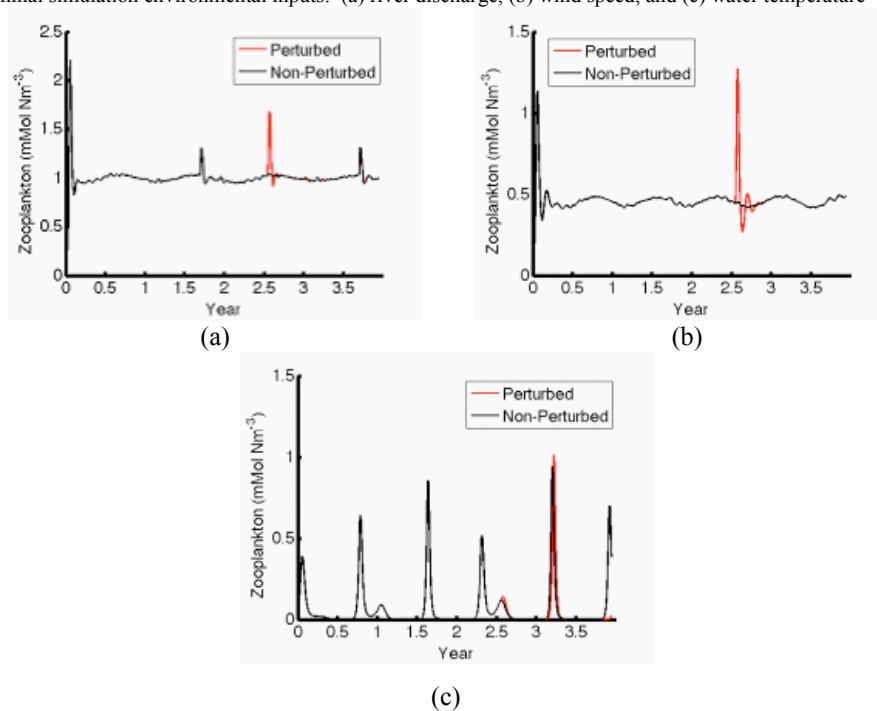 simulation environmental inputs: (a) river discharge, (b) wind speed, and (c) water temperature
2.5
2
1.5
1
0.5
0
Zooplankton (mMol Nm-3)
Perturbed
Non-Perturbed
0 0.5 1 1.5 2 2.5 3 3.5
Year
(a)
1.5
1
0.5
0
Zooplankton (mMol Nm-3)
Perturbed
Non-Perturbed
0 0.5 1 1.5 2 2.5 3 3.5
Year
(b)
1.5
1
0.5
0
Zooplankton (mMol Nm-3)
Perturbed
Non-Perturbed
0 0.5 1 1.5 2 2.5 3 3.5
Year
(c)